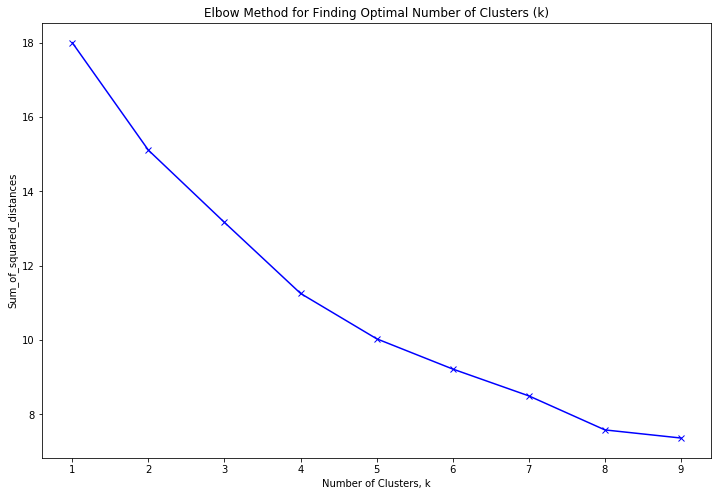 Elbow Method for Finding Optimal Number of Clusters (k)
18
16
14
12
10
8
Sum_of_squared_distances
1 2 3 4 5 6 7 8 9
Number of Clusters, k